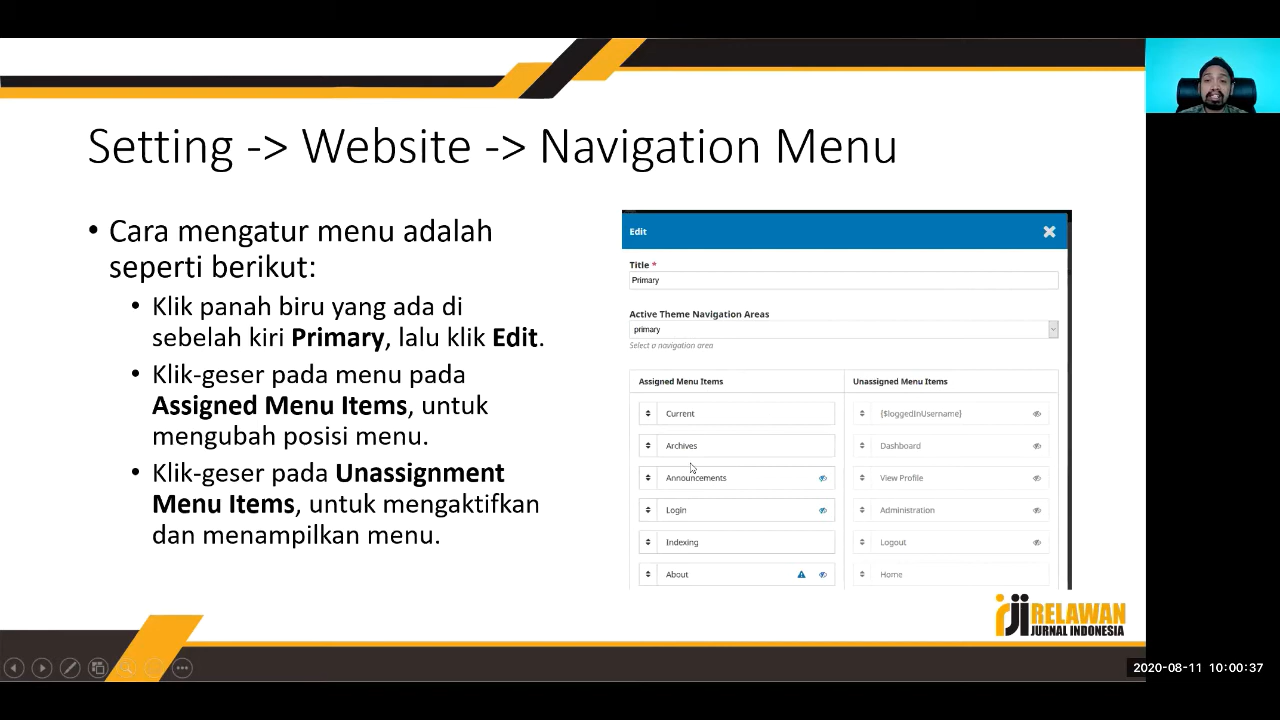 Setting -> Website -> Navigation Menu
• Cara mengatur menu adalah
seperti berikut:
• Klik panah biru yang ada di
sebelah kiri Primary, lalu klik Edit.
• Klik-geser pada menu pada
Assigned Menu Items, untuk
mengubah posisi menu.
• Klik-geser pada Unassignment
Menu Items, untuk mengaktifkan
dan menampilkan menu.
Edit
Title *
Primary
Active Theme Navigation Areas
primary
Select a navigation area
Assigned Menu Items
Current
Archives
Announcements
Login
Indexing
About
Unassigned Menu Items
{$loggedInUsername}
Dashboard
View Profile
Administration
Logout
Home
rji RELAWAN
JURNAL INDONESIA
2020-08-11 10:00:37